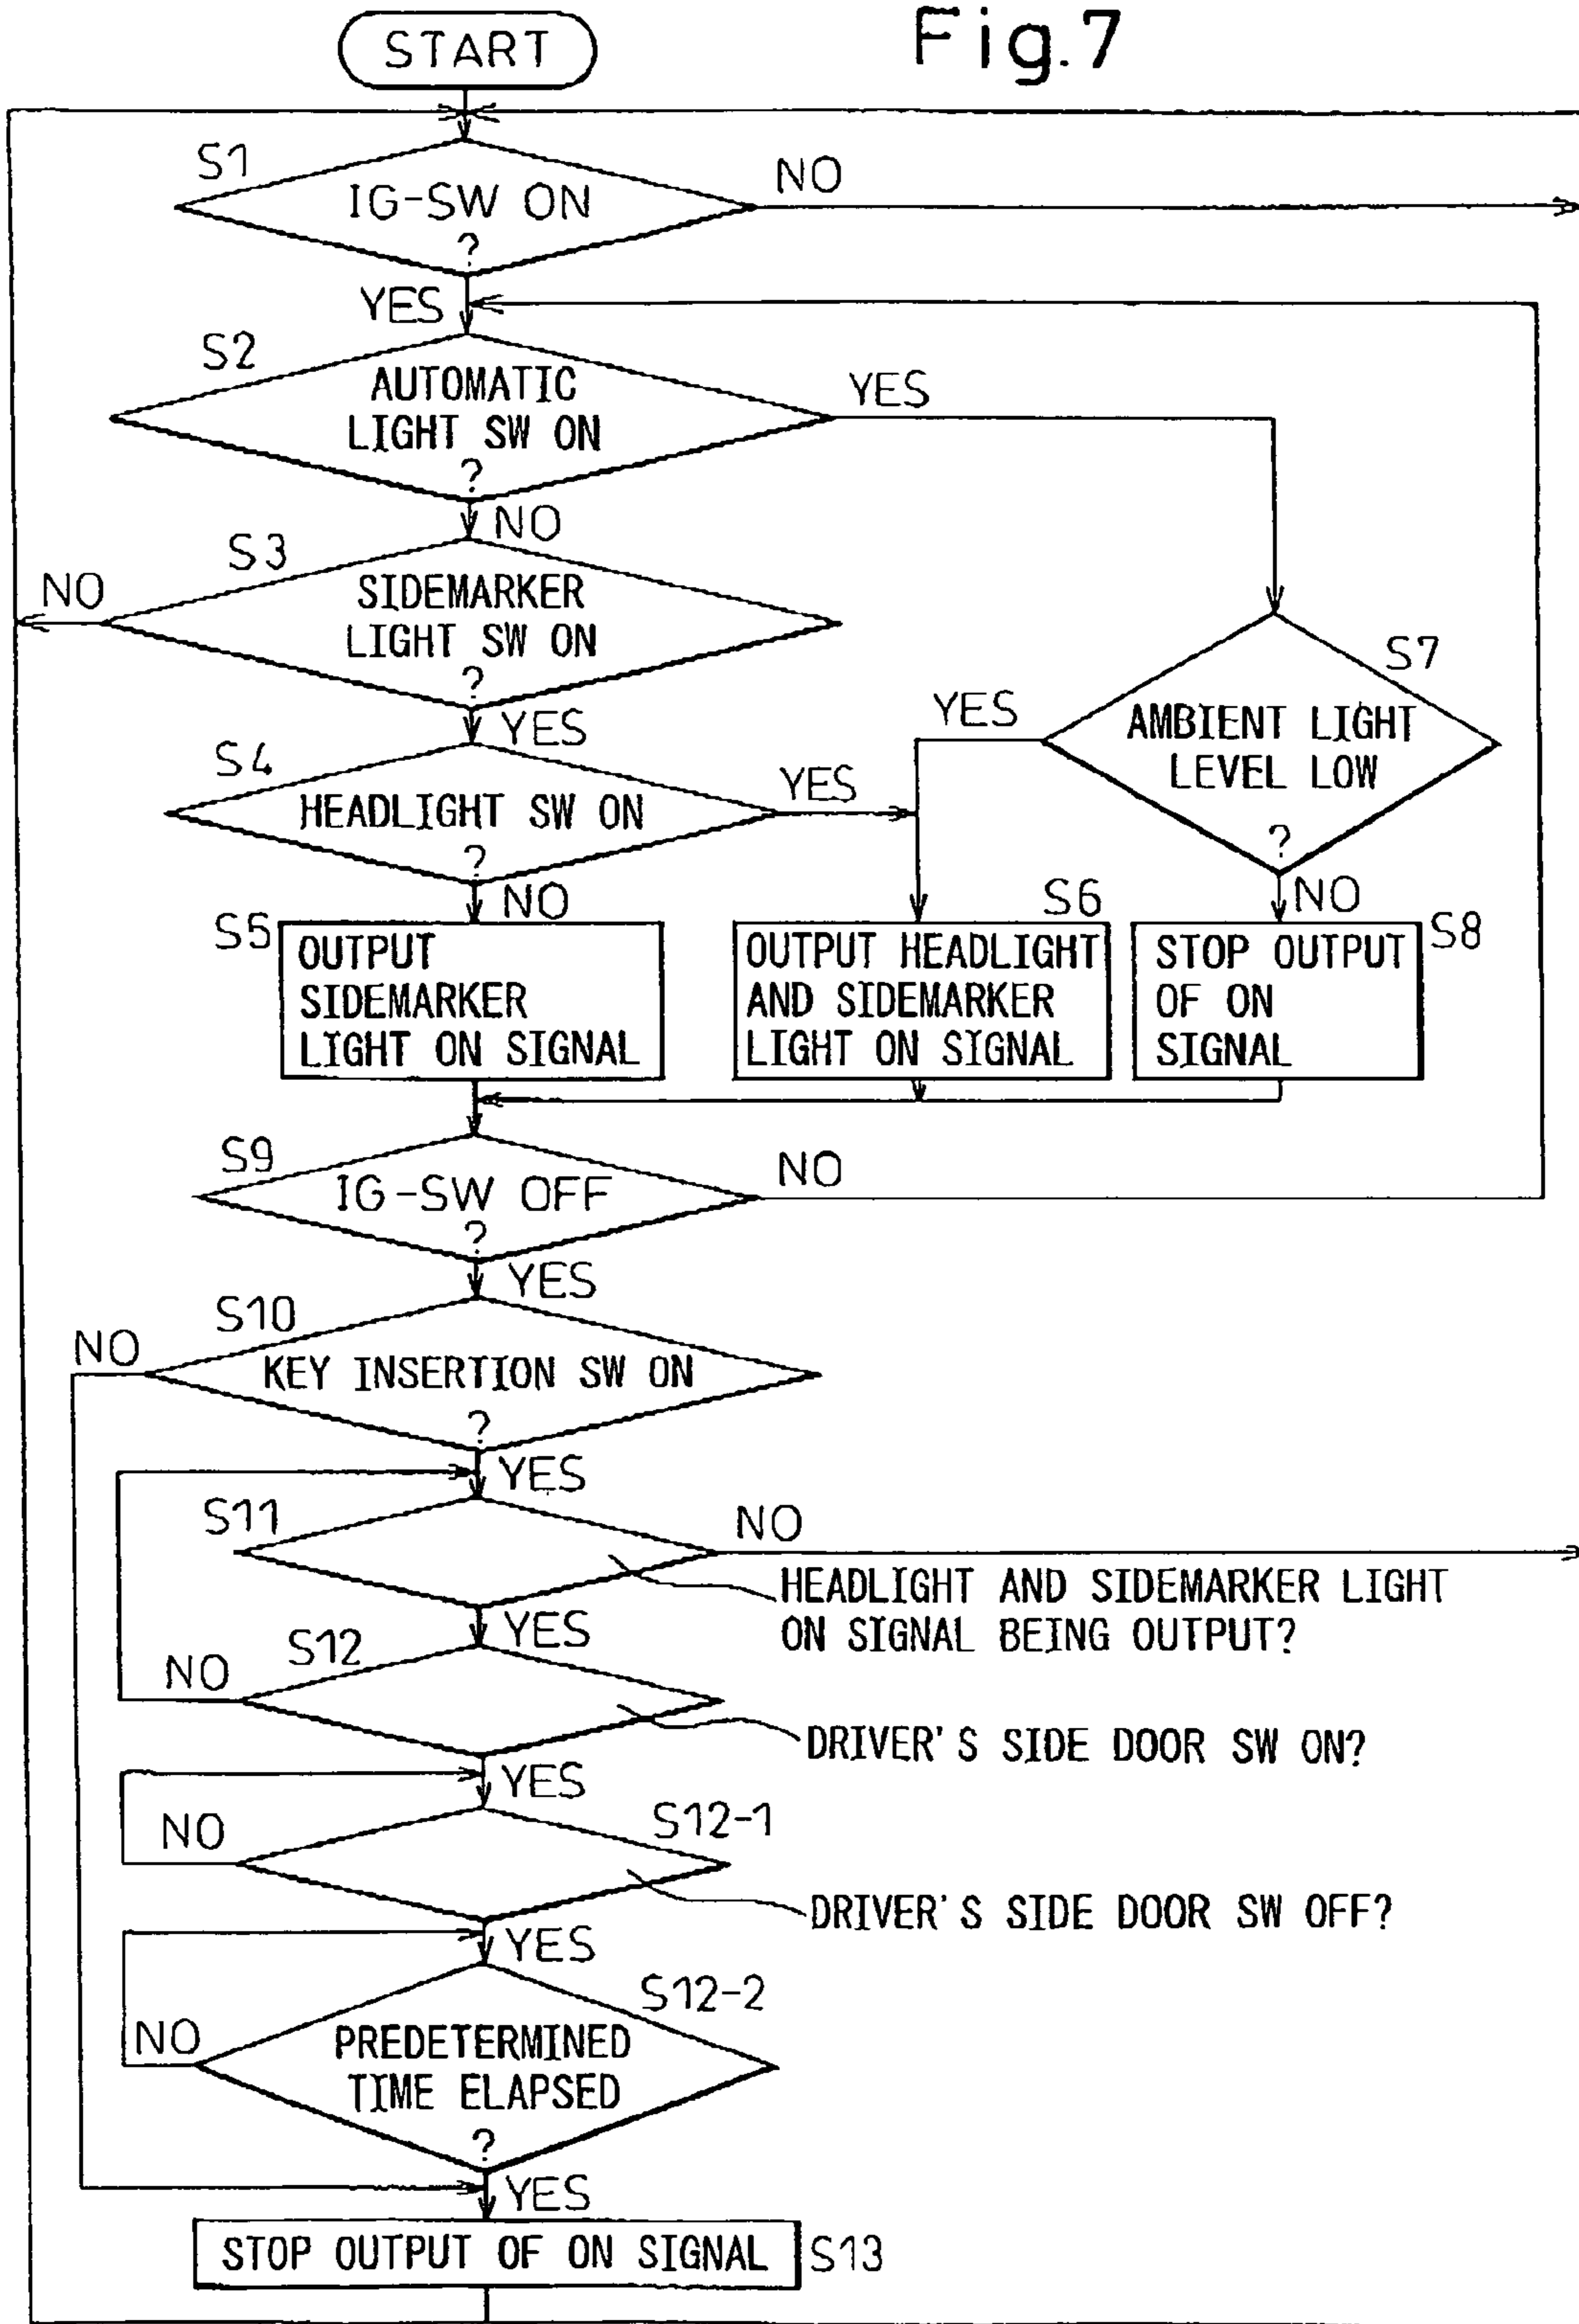 Fig.7
START
S1
IG-SW ON
?
NO
YES
S2
AUTOMATIC
LIGHT SW ON
?
YES
NO
S3
SIDEMARKER
LIGHT SW ON
?
NO
YES
S4
HEADLIGHT SW ON
?
YES
NO
S7
AMBIENT LIGHT
LEVEL LOW
?
YES
NO
S5
OUTPUT
SIDEMARKER
LIGHT ON SIGNAL
S6
OUTPUT HEADLIGHT
AND SIDEMARKER
LIGHT ON SIGNAL
S8
STOP OUTPUT
OF ON
SIGNAL
S9
IG-SW OFF
?
NO
YES
S10
KEY INSERTION SW ON
?
NO
YES
S11
NO
HEADLIGHT AND SIDEMARKER LIGHT
ON SIGNAL BEING OUTPUT?
YES
S12
NO
DRIVER'S SIDE DOOR SW ON?
YES
S12-1
NO
DRIVER'S SIDE DOOR SW OFF?
YES
S12-2
PREDETERMINED
TIME ELAPSED
?
NO
YES
STOP OUTPUT OF ON SIGNAL
S13